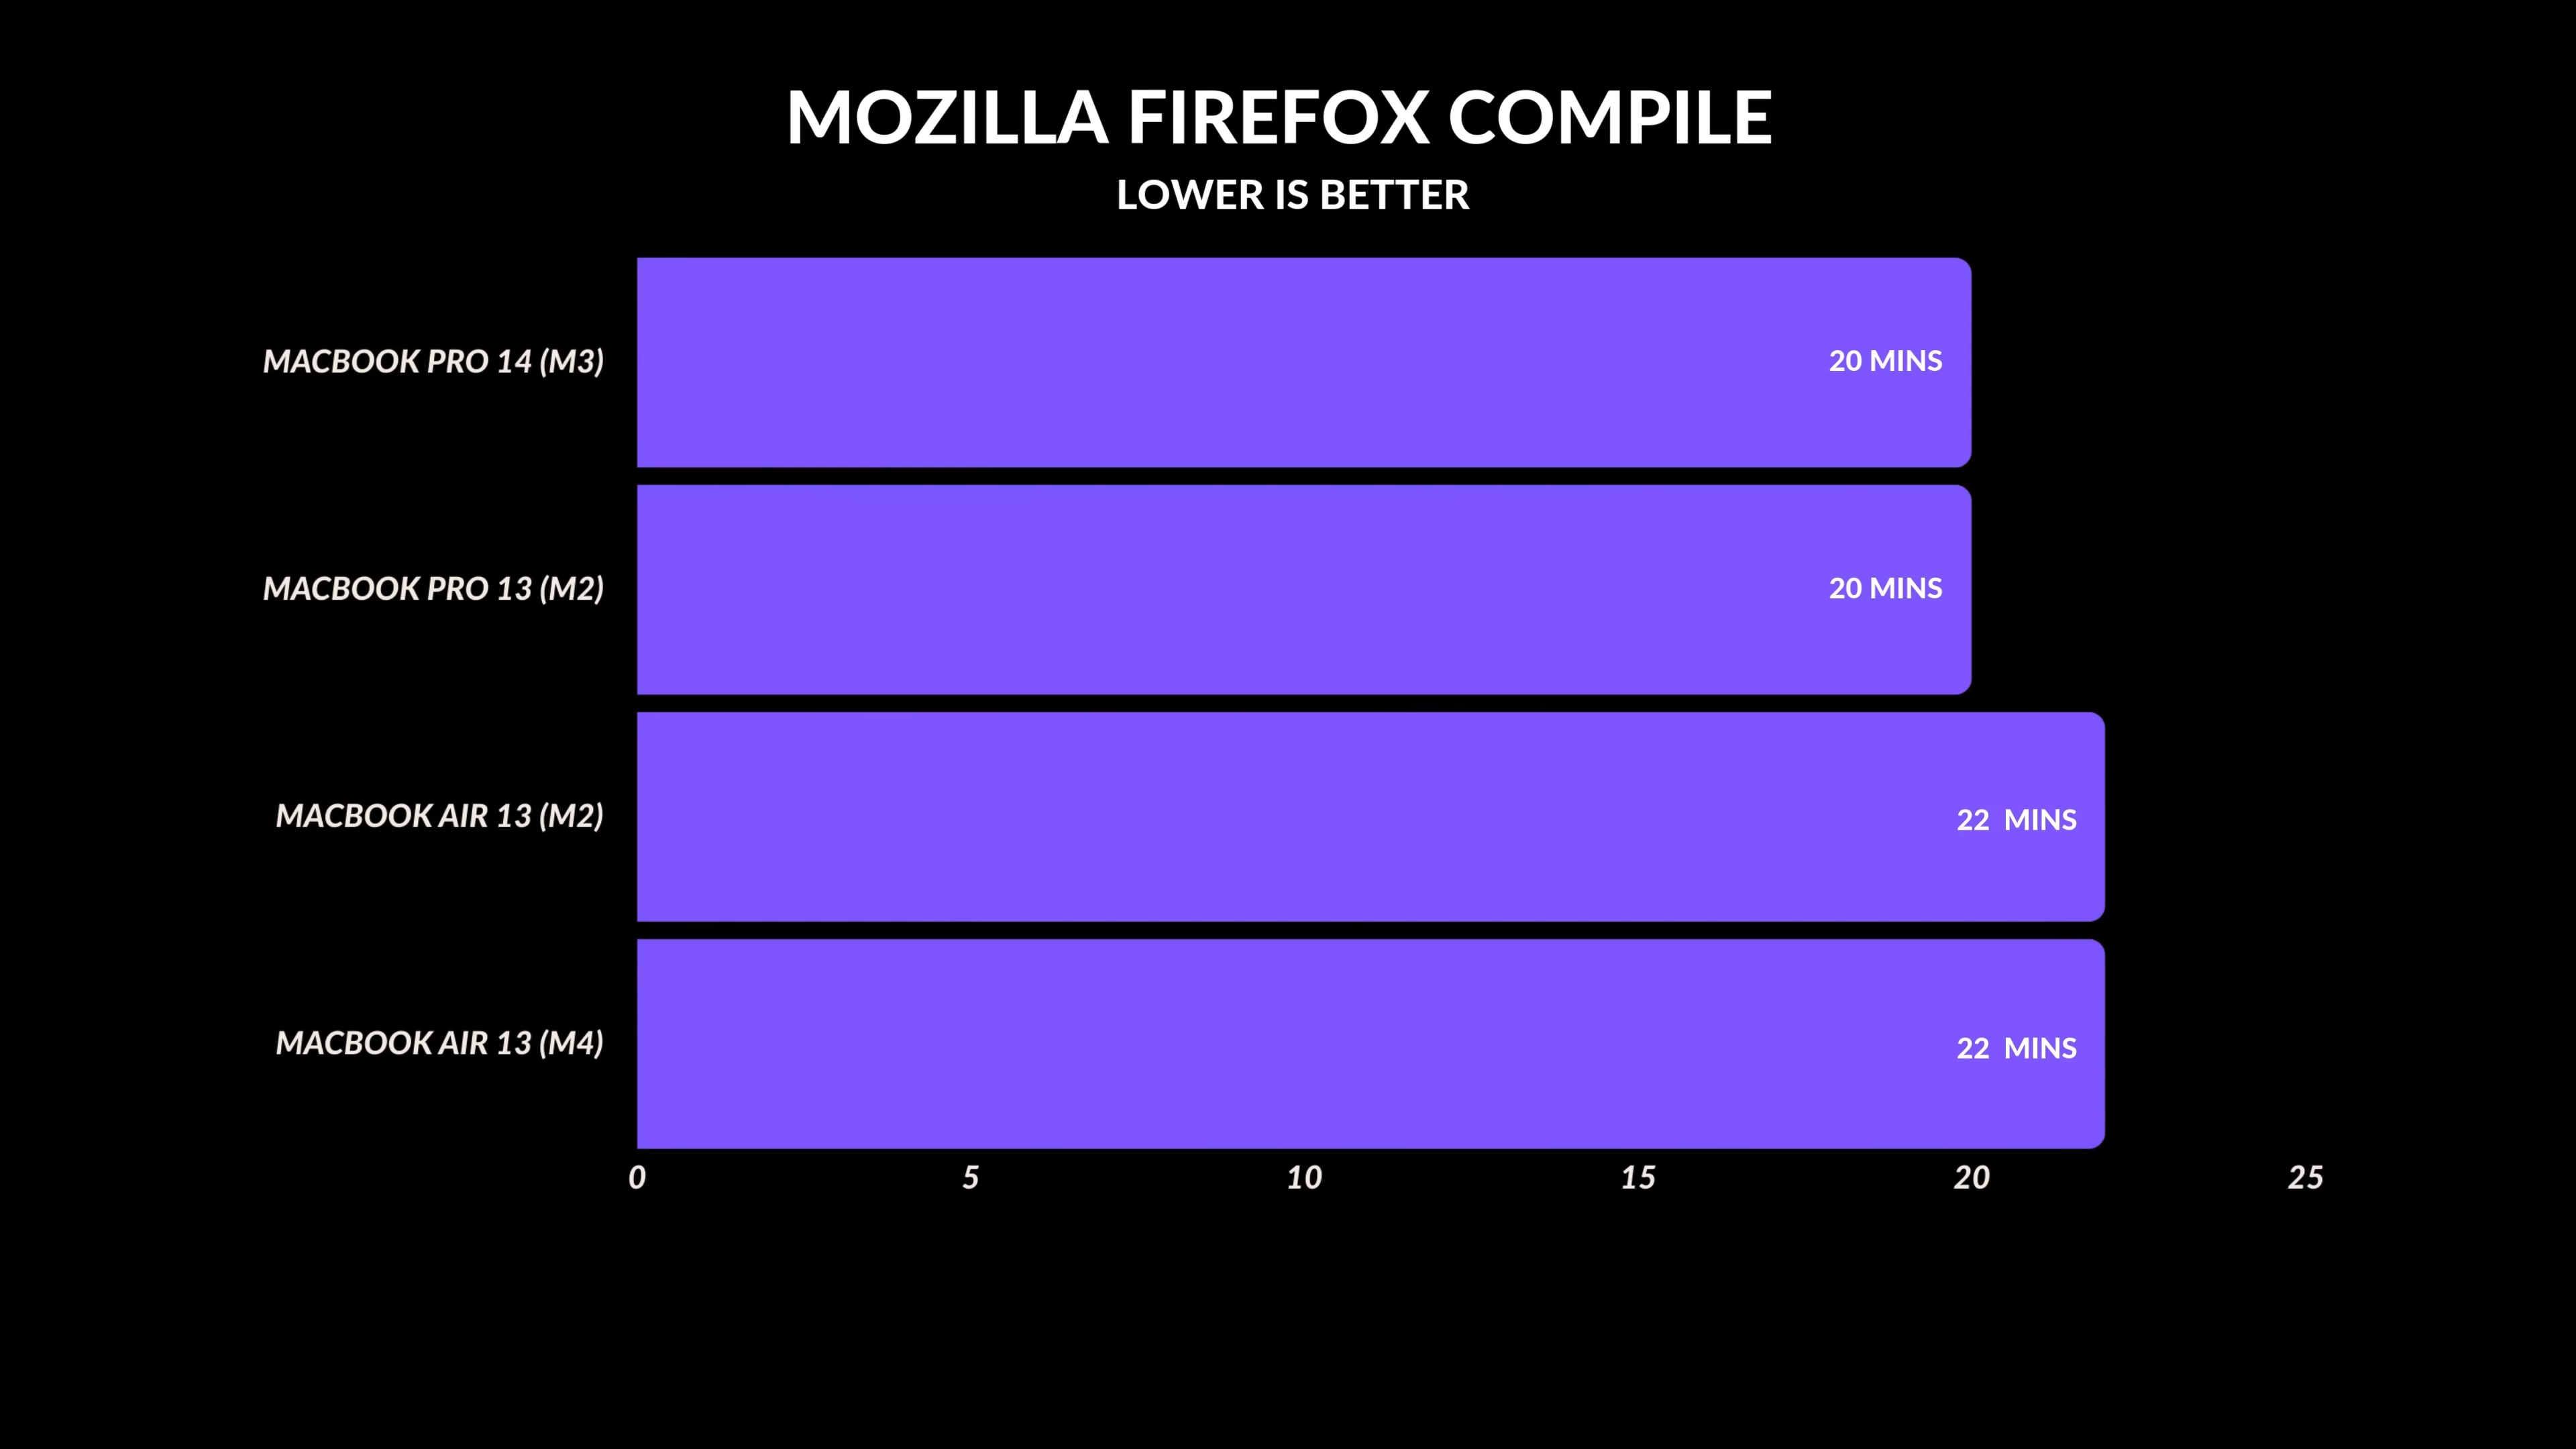 MOZILLA FIREFOX COMPILE
LOWER IS BETTER
MACBOOK PRO 14 (M3)
20 MINS
MACBOOK PRO 13 (M2)
20 MINS
MACBOOK AIR 13 (M2)
22 MINS
MACBOOK AIR 13 (M4)
22 MINS
0 5 10 15 20 25